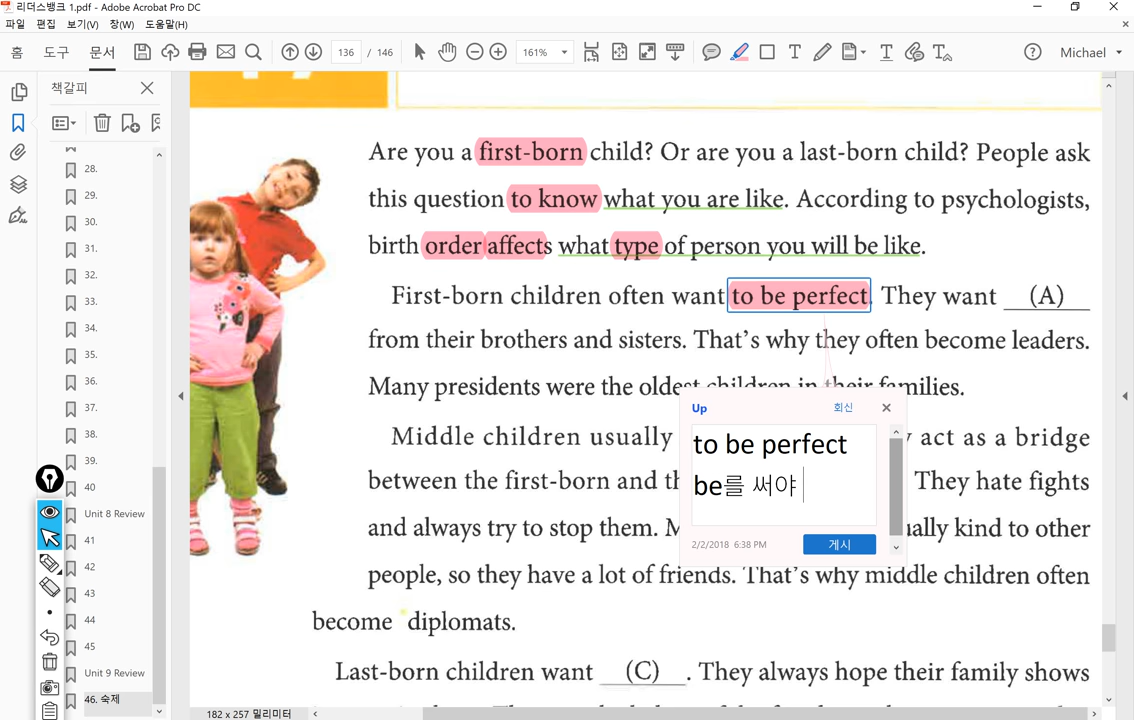 리더스뱅크 1.pdf - Adobe Acrobat Pro DC
파일 편집 보기(V) 창(W) 도움말(H)
홈 도구 문서 136 / 146 161% Michael
책갈피
28.
29.
30.
31.
32.
33.
34.
35.
36.
37.
38.
39.
40
Unit 8 Review
41
42
43
44
45
Unit 9 Review
46. 숙제
Are you a first-born child? Or are you a last-born child? People ask
this question to know what you are like. According to psychologists,
birth order affects what type of person you will be like.
First-born children often want to be perfect. They want (A)
from their brothers and sisters. That's why they often become leaders.
Many presidents were the oldest children in their families.
Middle children usually act as a bridge
between the first-born and They hate fights
and always try to stop them. kind to other
people, so they have a lot of friends. That's why middle children often
become diplomats.
Last-born children want (C). They always hope their family shows
Up 회신
to be perfect
be를 써야
2/2/2018 6:38 PM 게시
182 x 257 밀리미터